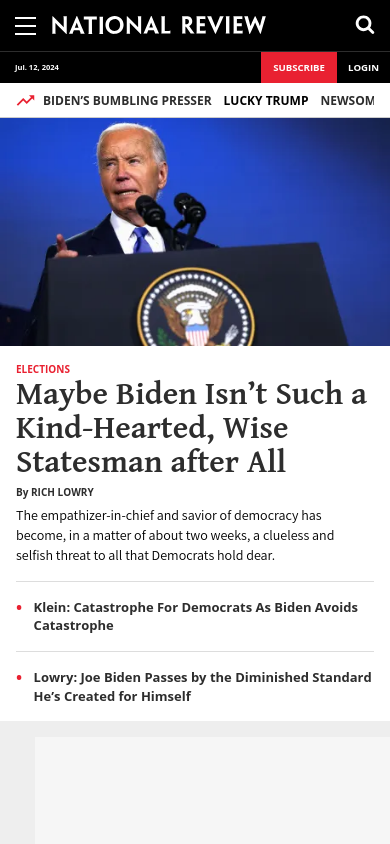 NATIONAL REVIEW
Jul. 12, 2024
SUBSCRIBE
LOGIN
BIDEN'S BUMBLING PRESSER LUCKY TRUMP NEWSOM
ELECTIONS
Maybe Biden Isn't Such a
Kind-Hearted, Wise
Statesman after All
By RICH LOWRY
The empathizer-in-chief and savior of democracy has
become, in a matter of about two weeks, a clueless and
selfish threat to all that Democrats hold dear.
• Klein: Catastrophe For Democrats As Biden Avoids
Catastrophe
• Lowry: Joe Biden Passes by the Diminished Standard
He's Created for Himself